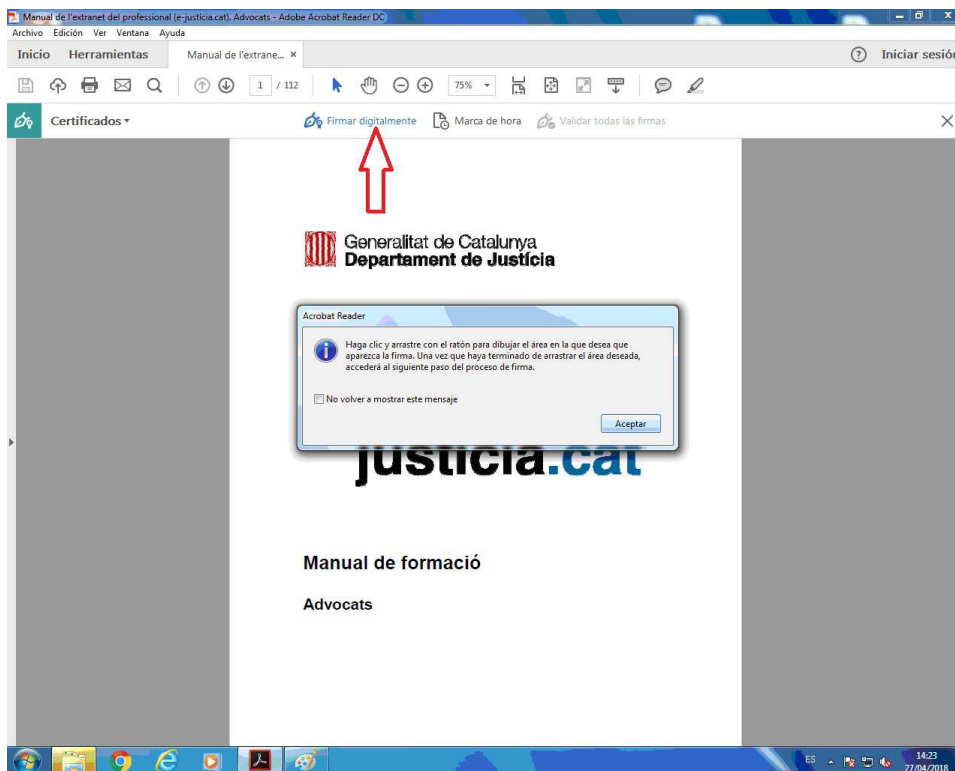 Manual de l'extranet del professional (e-justícia.cat). Advocats - Adobe Acrobat Reader DC
Archivo Edición Ver Ventana Ayuda
Inicio Herramientas Manual de l'extrane... ×
? Iniciar sesión
1 / 112 75%
Certificados Firmar digitalmente Marca de hora Validar todas las firmas
Generalitat de Catalunya
Departament de Justícia
Acrobat Reader
Haga clic y arrastre con el ratón para dibujar el área en la que desea que
aparezca la firma. Una vez que haya terminado de arrastrar el área deseada,
accederá al siguiente paso del proceso de firma.
No volver a mostrar este mensaje
Aceptar
justicia.cat
Manual de formació
Advocats
ES 14:23
27/04/2018